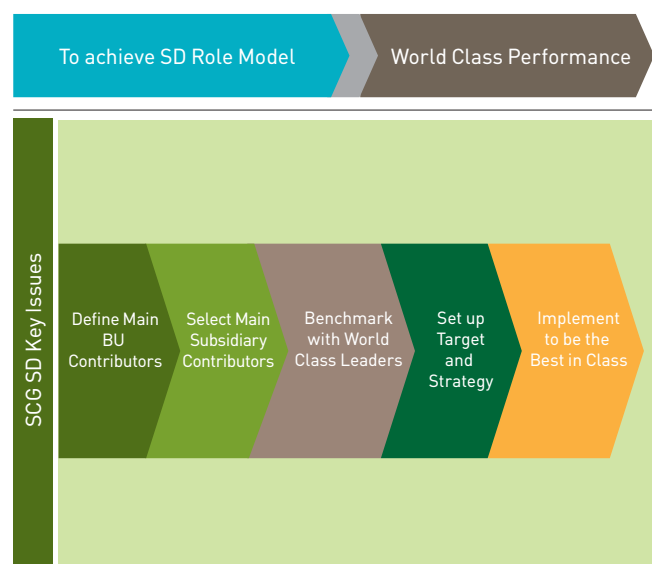 To achieve SD Role Model
World Class Performance
SCG SD Key Issues
Define Main
BU
Contributors
Select Main
Subsidiary
Contributors
Benchmark
with World
Class Leaders
Set up
Target
and
Strategy
Implement
to be the
Best in Class